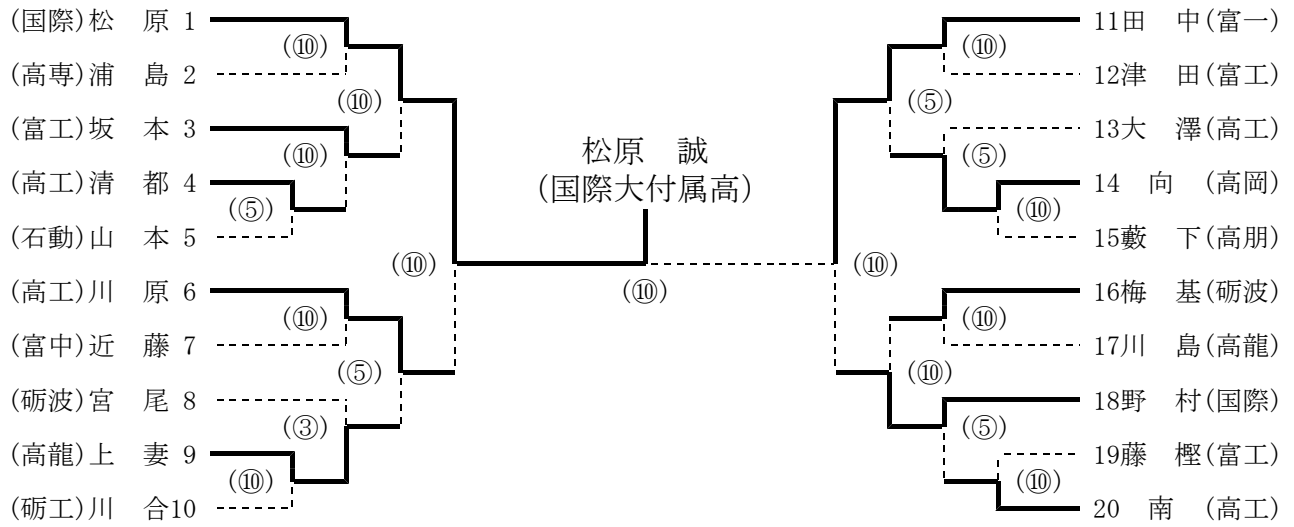 (国際)松　原 1
(⑩)
(高専)浦　島 2
(⑩)
(富工)坂　本 3
(⑩)
(高工)清　都 4
(⑤)
(石動)山　本 5
(⑩)
(高工)川　原 6
(⑩)
(富中)近　藤 7
(⑤)
(砺波)宮　尾 8
(③)
(高龍)上　妻 9
(⑩)
(砺工)川　合10
松原　誠
(国際大付属高)
(⑩)
11田　中(富一)
(⑩)
12津　田(富工)
(⑤)
13大　澤(高工)
(⑤)
14　向　(高岡)
(⑩)
15藪　下(高朋)
(⑩)
16梅　基(砺波)
(⑩)
17川　島(高龍)
(⑩)
18野　村(国際)
(⑤)
19藤　樫(富工)
(⑩)
20　南　(高工)